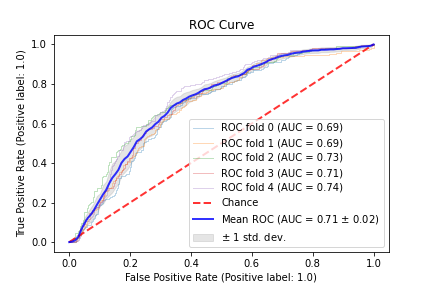 ROC Curve
True Positive Rate (Positive label: 1.0)
1.0
0.8
0.6
0.4
0.2
0.0
ROC fold 0 (AUC = 0.69)
ROC fold 1 (AUC = 0.69)
ROC fold 2 (AUC = 0.73)
ROC fold 3 (AUC = 0.71)
ROC fold 4 (AUC = 0.74)
Chance
Mean ROC (AUC = 0.71 ± 0.02)
± 1 std. dev.
0.0 0.2 0.4 0.6 0.8 1.0
False Positive Rate (Positive label: 1.0)